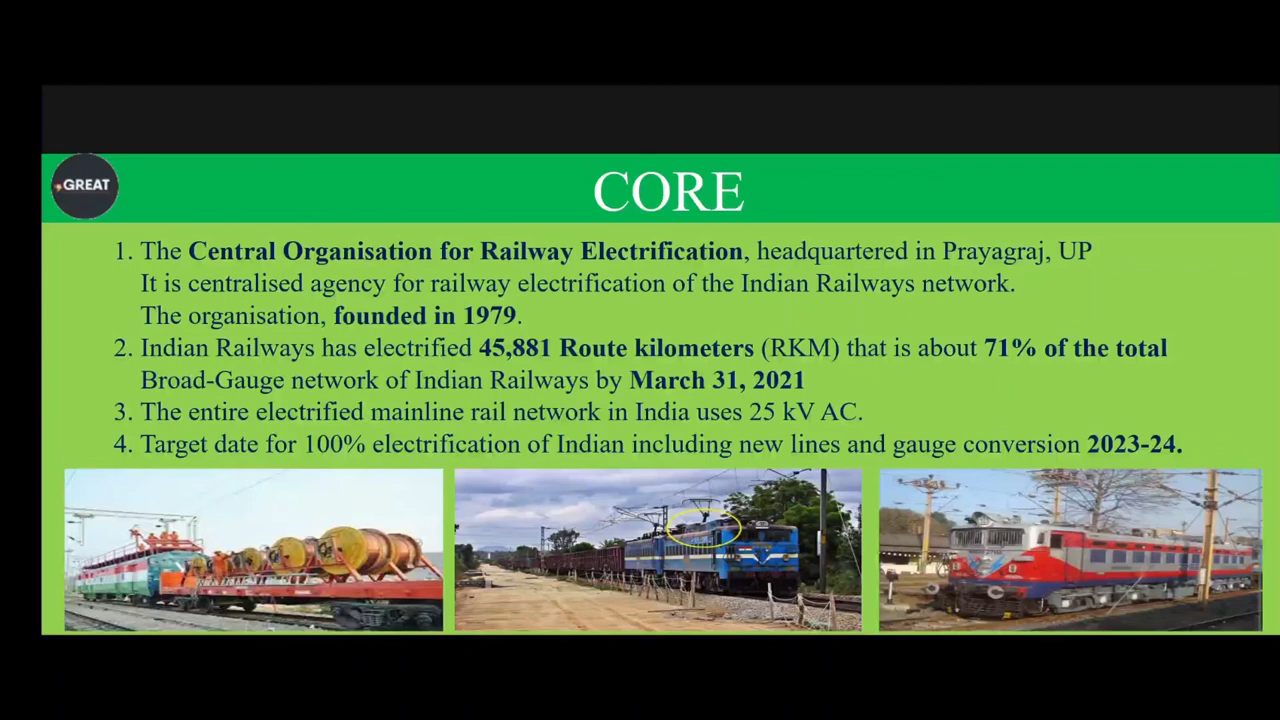 GREAT
CORE
1. The Central Organisation for Railway Electrification, headquartered in Prayagraj, UP
It is centralised agency for railway electrification of the Indian Railways network.
The organisation, founded in 1979.
2. Indian Railways has electrified 45,881 Route kilometers (RKM) that is about 71% of the total
Broad-Gauge network of Indian Railways by March 31, 2021
3. The entire electrified mainline rail network in India uses 25 kV AC.
4. Target date for 100% electrification of Indian including new lines and gauge conversion 2023-24.